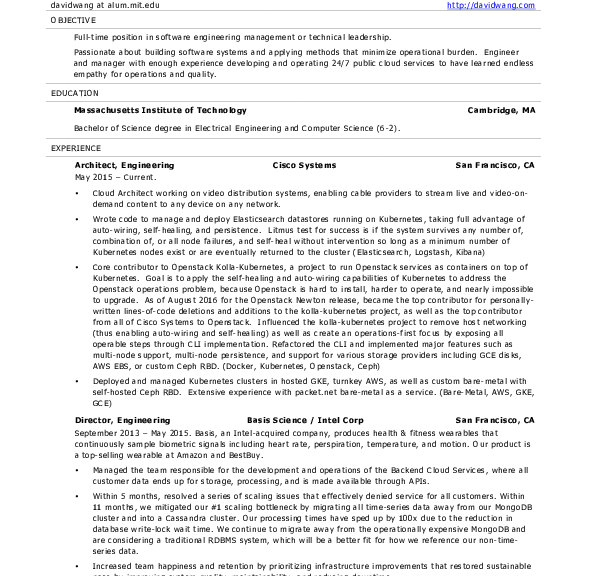 davidwang at alum.mit.edu http://davidwang.com
OBJECTIVE
Full-time position in software engineering management or technical leadership.
Passionate about building software systems and applying methods that minimize operational burden. Engineer
and manager with enough experience developing and operating 24/7 public cloud services to have learned endless
empathy for operations and quality.
EDUCATION
Massachusetts Institute of Technology Cambridge, MA
Bachelor of Science degree in Electrical Engineering and Computer Science (6-2).
EXPERIENCE
Architect, Engineering Cisco Systems San Francisco, CA
May 2015 – Current.
• Cloud Architect working on video distribution systems, enabling cable providers to stream live and video-on-
demand content to any device on any network.
• Wrote code to manage and deploy Elasticsearch datastores running on Kubernetes, taking full advantage of
auto-wiring, self-healing, and persistence. Litmus test for success is if the system survives any number of,
combination of, or all node failures, and self-heal without intervention so long as a minimum number of
Kubernetes nodes exist or are eventually returned to the cluster (Elasticsearch, Logstash, Kibana)
• Core contributor to Openstack Kolla-Kubernetes, a project to run Openstack services as containers on top of
Kubernetes. Goal is to apply the self-healing and auto-wiring capabilities of Kubernetes to address the
Openstack operations problem, because Openstack is hard to install, harder to operate, and nearly impossible
to upgrade. As of August 2016 for the Openstack Newton release, became the top contributor for personally-
written lines-of-code deletions and additions to the kolla-kubernetes project, as well as the top contributor
from all of Cisco Systems to Openstack. Influenced the kolla-kubernetes project to remove host networking
(thus enabling auto-wiring and self-healing) as well as create an operations-first focus by exposing all
operable steps through CLI implementation. Refactored the CLI and implemented major features such as
multi-node support, multi-node persistence, and support for various storage providers including GCE disks,
AWS EBS, or custom Ceph RBD. (Docker, Kubernetes, Openstack, Ceph)
• Deployed and managed Kubernetes clusters in hosted GKE, turnkey AWS, as well as custom bare-metal with
self-hosted Ceph RBD. Extensive experience with packet.net bare-metal as a service. (Bare-Metal, AWS, GKE,
GCE)
Director, Engineering Basis Science / Intel Corp San Francisco, CA
September 2013 – May 2015. Basis, an Intel-acquired company, produces health & fitness wearables that
continuously sample biometric signals including heart rate, perspiration, temperature, and motion. Our product is
a top-selling wearable at Amazon and BestBuy.
• Managed the team responsible for the development and operations of the Backend Cloud Services, where all
customer data ends up for storage, processing, and is made available through APIs.
• Within 5 months, resolved a series of scaling issues that effectively denied service for all customers. Within
11 months, we mitigated our #1 scaling bottleneck by migrating all time-series data away from our MongoDB
cluster and into a Cassandra cluster. Our processing times have sped up by 100x due to the reduction in
database write-lock wait time. We continue to migrate away from the operationally expensive MongoDB and
are considering a traditional RDBMS system, which will be a better fit for how we reference our non-time-
series data.
• Increased team happiness and retention by prioritizing infrastructure improvements that restored sustainable